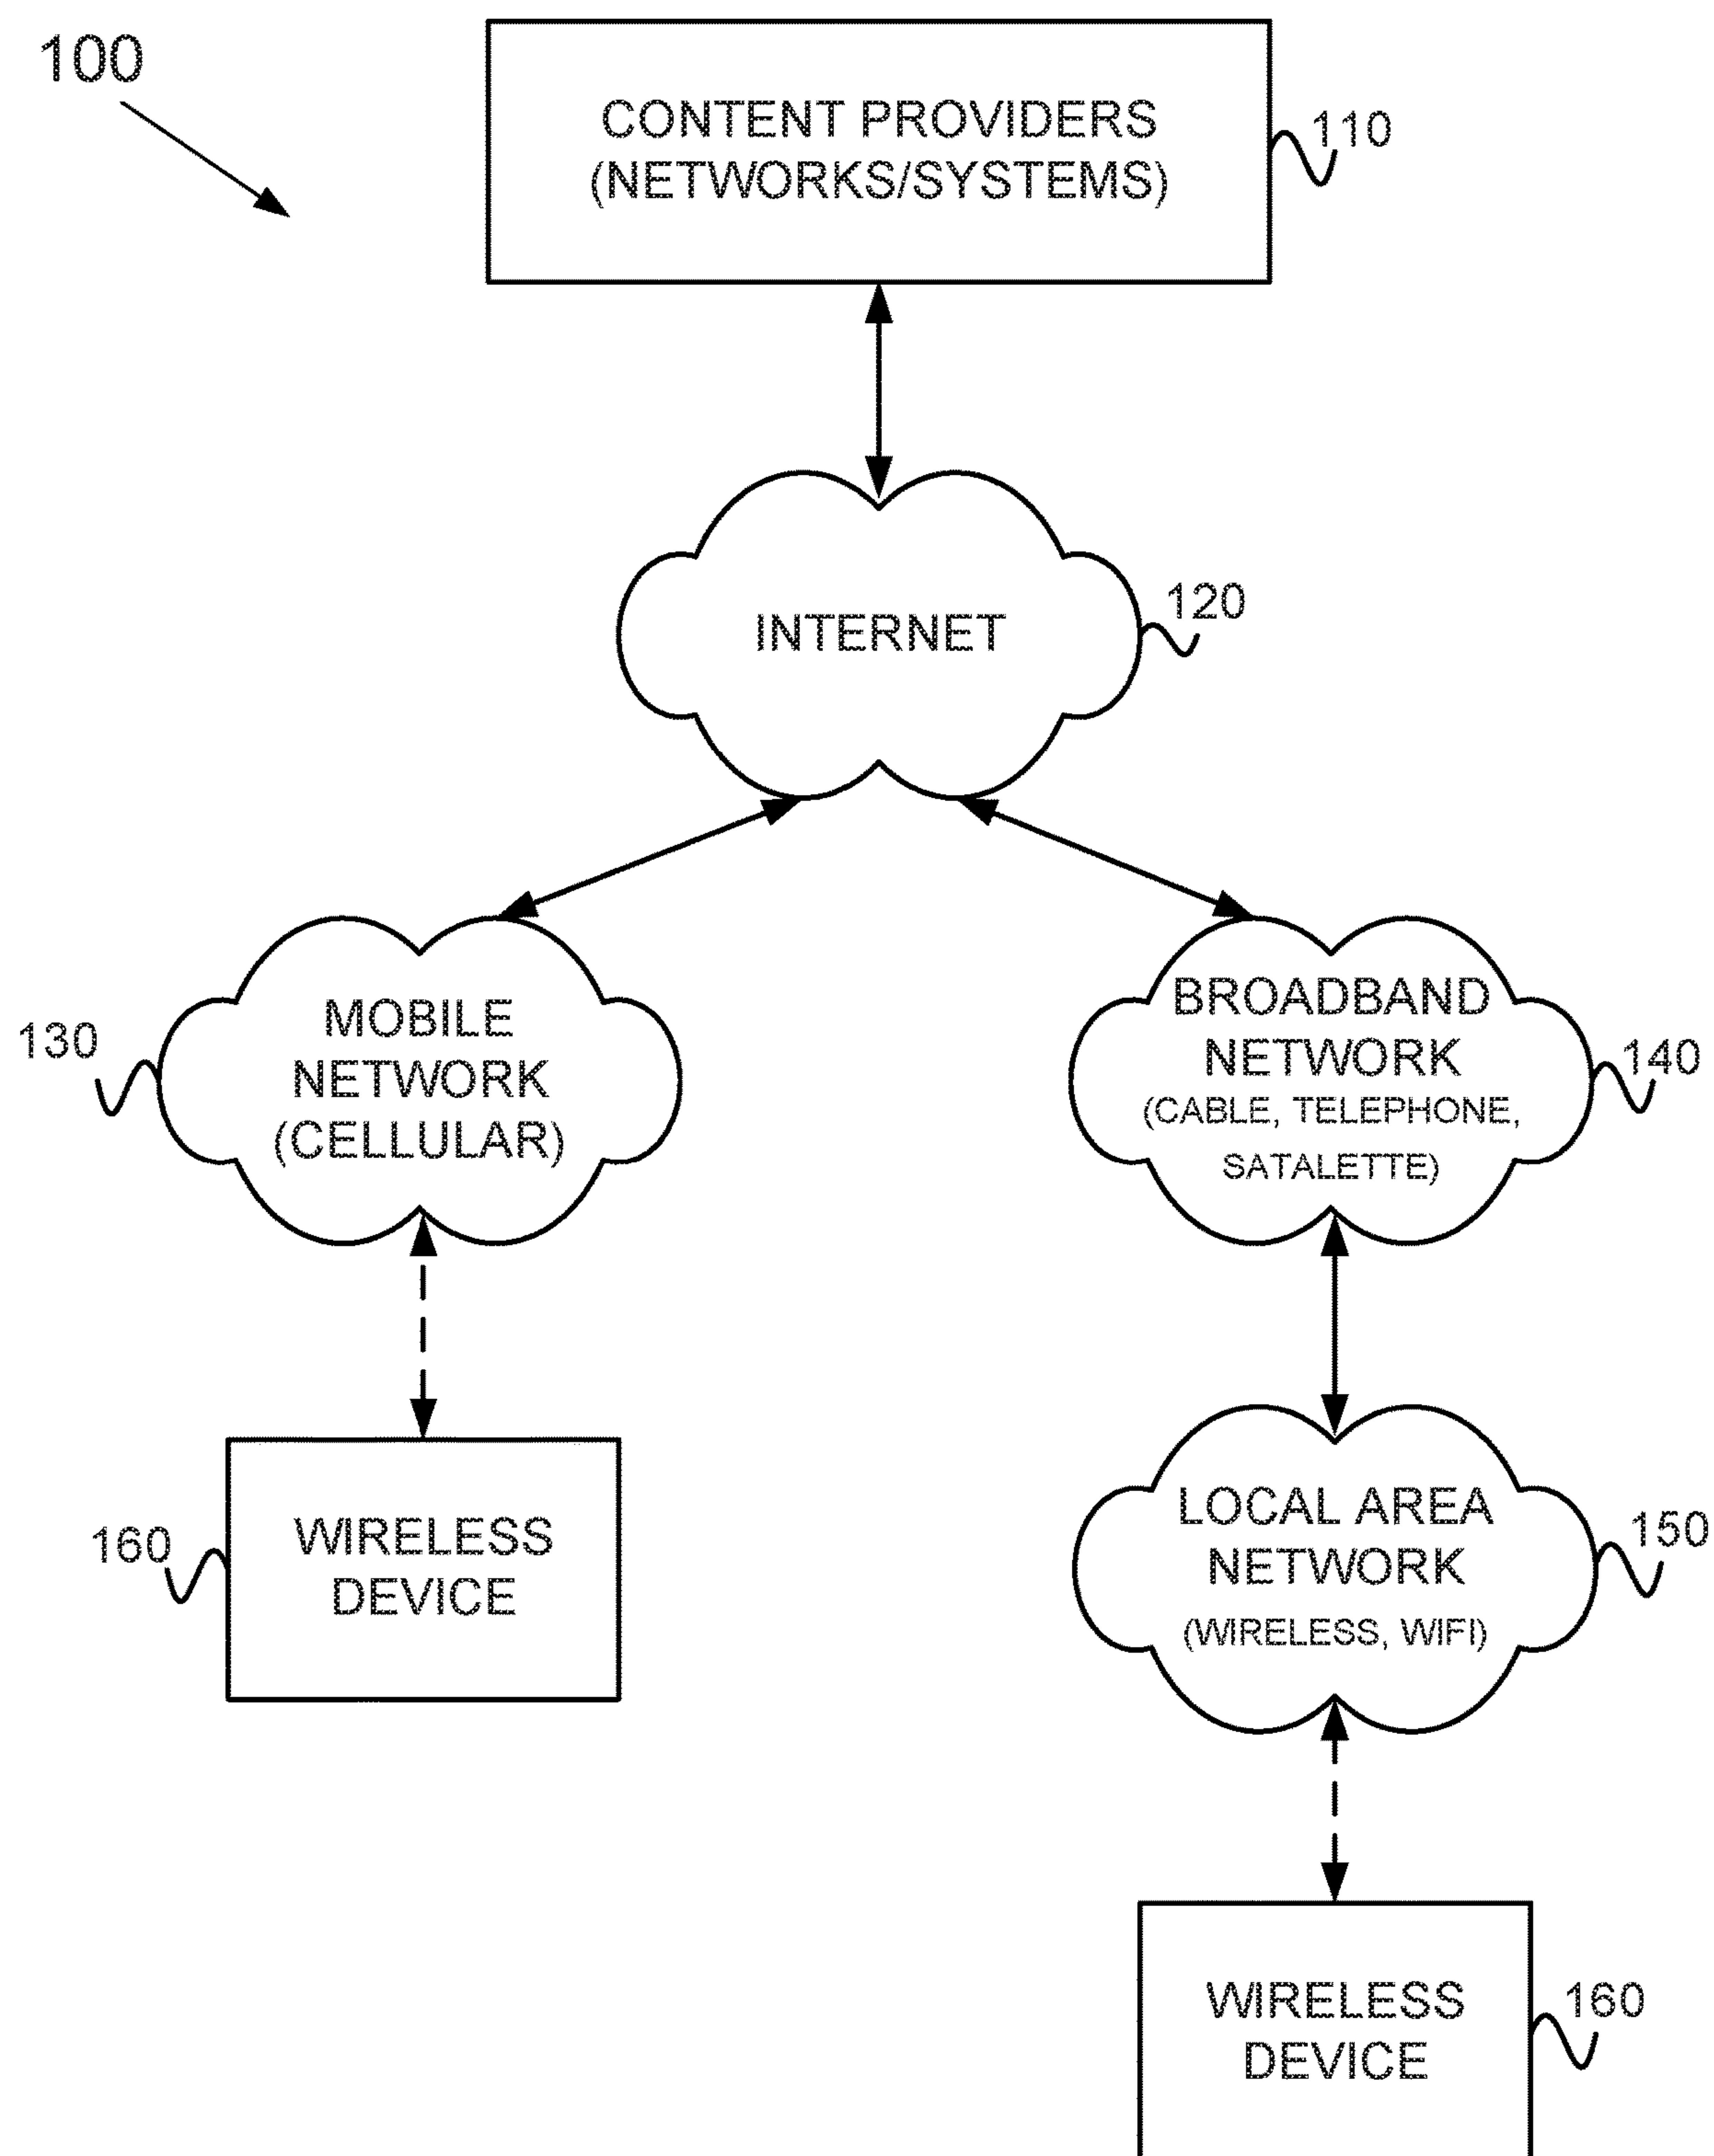 100
CONTENT PROVIDERS
(NETWORKS/SYSTEMS)
110
INTERNET
120
MOBILE
NETWORK
(CELLULAR)
130
BROADBAND
NETWORK
(CABLE, TELEPHONE,
SATALETTE)
140
WIRELESS
DEVICE
160
LOCAL AREA
NETWORK
(WIRELESS, WIFI)
150
WIRELESS
DEVICE
160